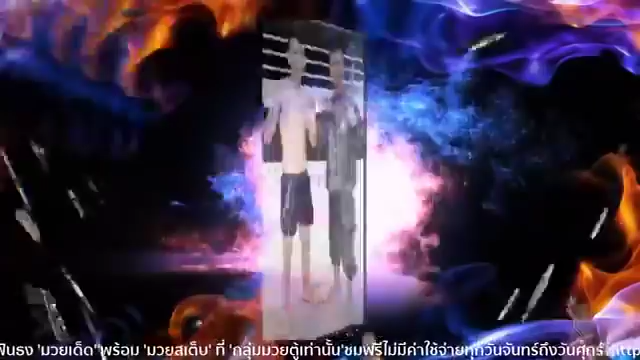 ฟันธง 'มวยเด็ด" พร้อม 'มวยสเต็บ' ที่ 'กลุ่มมวยตู้เท่านั้น' ชมฟรีไม่มีค่าใช้จ่ายทุกวันจันทร์ถึงวันศุกร์